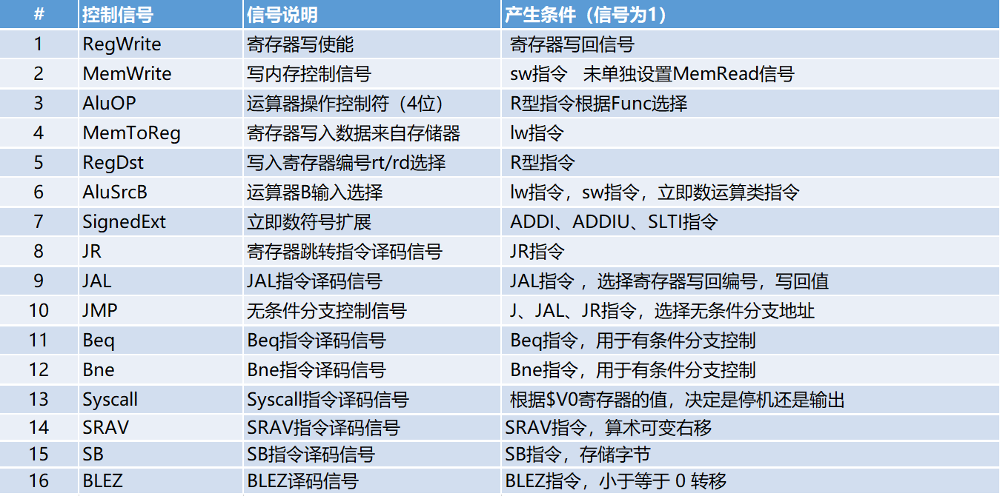 # 控制信号 信号说明 产生条件（信号为1）
1 RegWrite 寄存器写使能 寄存器写回信号
2 MemWrite 写内存控制信号 sw指令 未单独设置MemRead信号
3 AluOP 运算器操作控制符（4位） R型指令根据Func选择
4 MemToReg 寄存器写入数据来自存储器 lw指令
5 RegDst 写入寄存器编号rt/rd选择 R型指令
6 AluSrcB 运算器B输入选择 lw指令，sw指令，立即数运算类指令
7 SignedExt 立即数符号扩展 ADDI、ADDIU、SLTI指令
8 JR 寄存器跳转指令译码信号 JR指令
9 JAL JAL指令译码信号 JAL指令 ，选择寄存器写回编号，写回值
10 JMP 无条件分支控制信号 J、JAL、JR指令，选择无条件分支地址
11 Beq Beq指令译码信号 Beq指令，用于有条件分支控制
12 Bne Bne指令译码信号 Bne指令，用于有条件分支控制
13 Syscall Syscall指令译码信号 根据$V0寄存器的值，决定是停机还是输出
14 SRAV SRAV指令译码信号 SRAV指令，算术可变右移
15 SB SB指令译码信号 SB指令，存储字节
16 BLEZ BLEZ译码信号 BLEZ指令，小于等于 0 转移